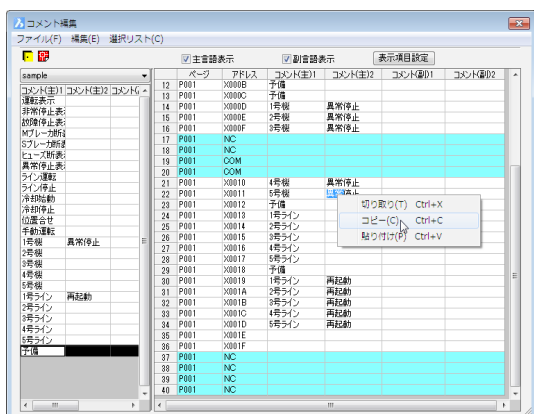 コメント編集
ファイル(F) 編集(E) 選択リスト(C)
主言語表示 副言語表示 表示項目設定
sample
コメント(主)1 コメント(主)2 コメント(
運転表示
非常停止表
故障停止表
Mブレーカ断
Sブレーカ断
ヒューズ断表
異常停止表
ライン運転
ライン停止
冷却始動
冷却停止
位置合せ
手動運転
1号機 異常停止
2号機
3号機
4号機
5号機
1号ライン 再起動
2号ライン
3号ライン
4号ライン
5号ライン
予備
ページ アドレス コメント(主)1 コメント(主)2 コメント(副)1 コメント(副)2
12 P001 X000B 予備
13 P001 X000C 予備
14 P001 X000D 1号機 異常停止
15 P001 X000E 2号機 異常停止
16 P001 X000F 3号機 異常停止
17 P001 NC
18 P001 NC
19 P001 COM
20 P001 COM
21 P001 X0010 4号機 異常停止
22 P001 X0011 5号機 異常停止
23 P001 X0012 予備
24 P001 X0013 1号ライン
25 P001 X0014 2号ライン
26 P001 X0015 3号ライン
27 P001 X0016 4号ライン
28 P001 X0017 5号ライン
29 P001 X0018 予備
30 P001 X0019 1号ライン 再起動
31 P001 X001A 2号ライン 再起動
32 P001 X001B 3号ライン 再起動
33 P001 X001C 4号ライン 再起動
34 P001 X001D 5号ライン 再起動
35 P001 X001E
36 P001 X001F
37 P001 NC
38 P001 NC
39 P001 NC
40 P001 NC
切り取り(T) Ctrl+X
コピー(C) Ctrl+C
貼り付け(P) Ctrl+V